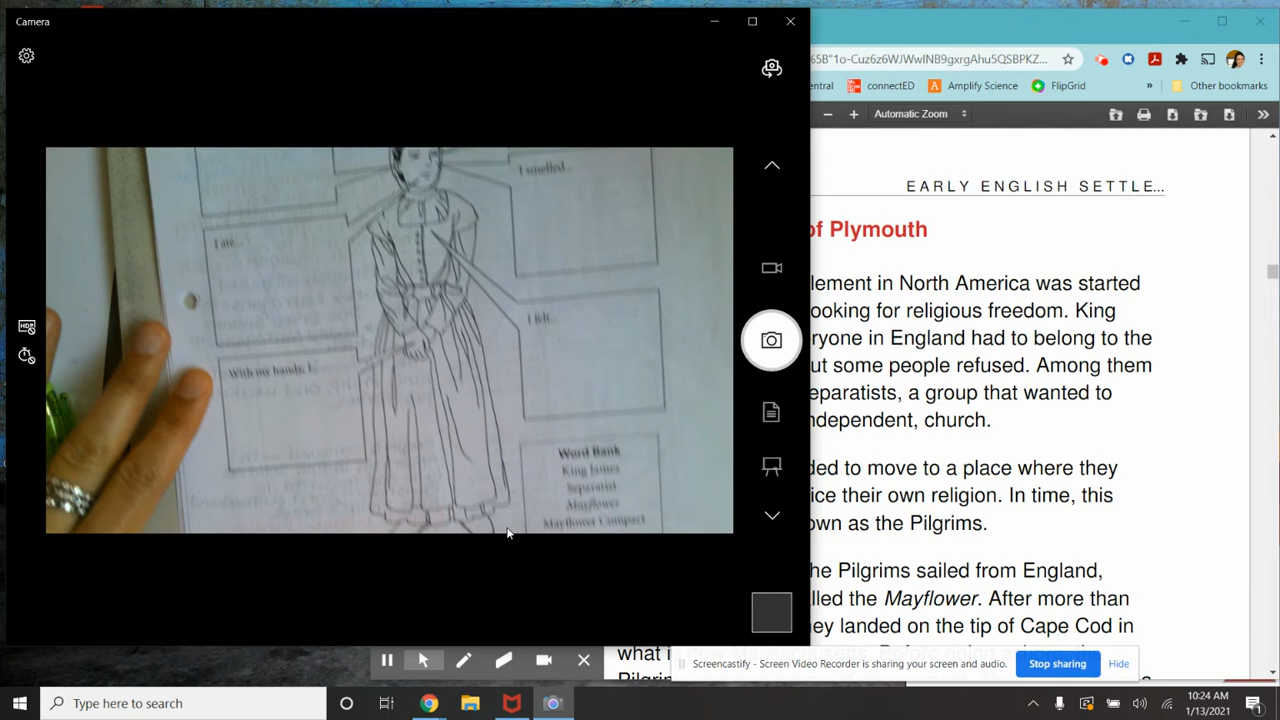 Camera
5B"1o-Cuz6z6WJWwINB9gxrgAhu5QSBPKZ...
entral
connectED
Amplify Science
FlipGrid
»
Other bookmarks
Automatic Zoom
EARLY ENGLISH SETTLE...
of Plymouth
lement in North America was started
ooking for religious freedom. King
ryone in England had to belong to the
ut some people refused. Among them
eparatists, a group that wanted to
ndependent, church.
ded to move to a place where they
ice their own religion. In time, this
own as the Pilgrims.
he Pilgrims sailed from England,
lled the Mayflower. After more than
ey landed on the tip of Cape Cod in
I smelled...
I ate...
I felt...
With my hands, I
Word Bank
King James
Separatist
Mayflower
Mayflower Compact
Screencastify - Screen Video Recorder is sharing your screen and audio.
Stop sharing
Hide
Type here to search
10:24 AM
1/13/2021